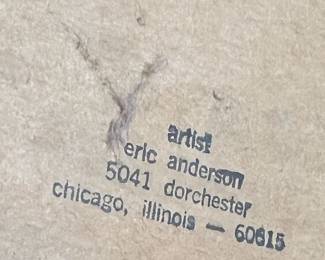 artist
eric anderson
5041 dorchester
chicago, illinois — 60615